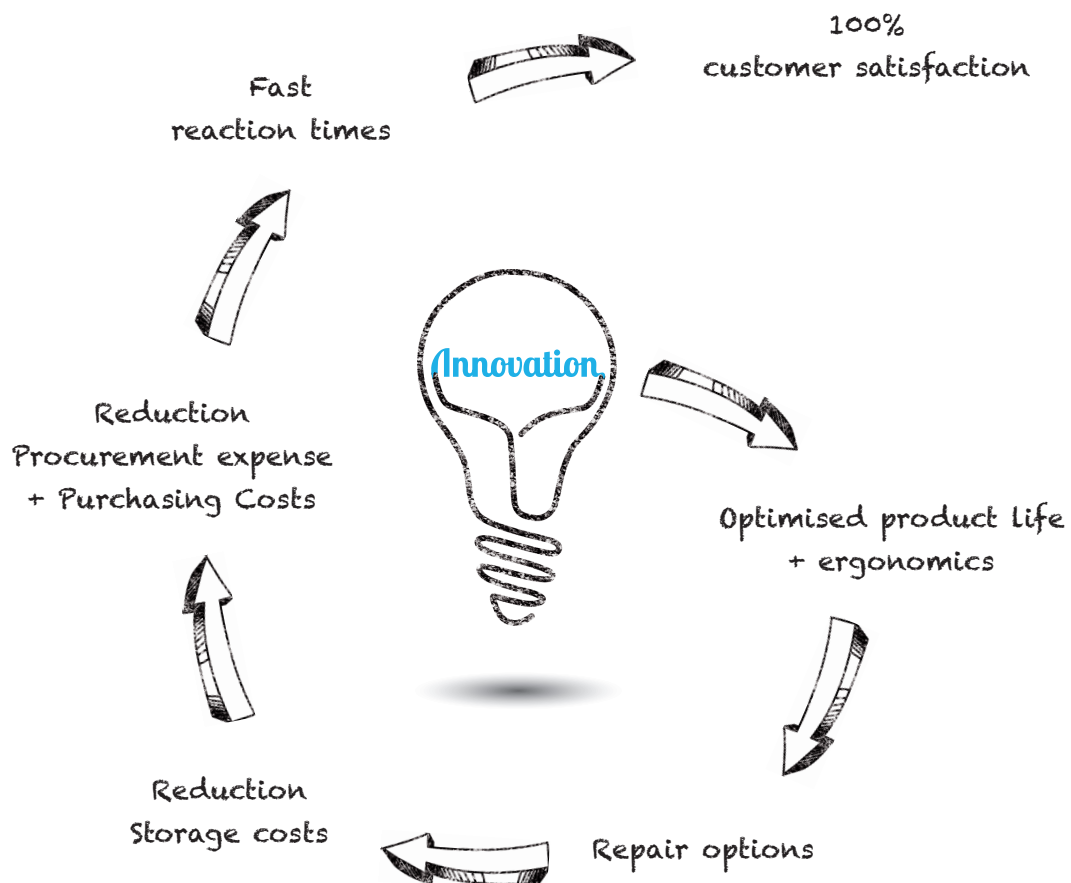 100%
customer satisfaction
Fast
reaction times
Innovation
Reduction
Procurement expense
+ Purchasing Costs
Optimised product life
+ ergonomics
Reduction
Storage costs
Repair options